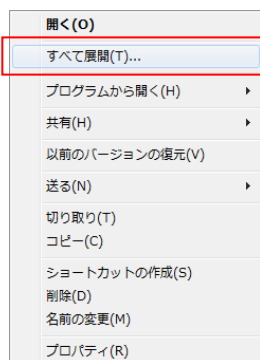 開く(O)
すべて展開(T)...
プログラムから開く(H)
共有(H)
以前のバージョンの復元(V)
送る(N)
切り取り(T)
コピー(C)
ショートカットの作成(S)
削除(D)
名前の変更(M)
プロパティ(R)